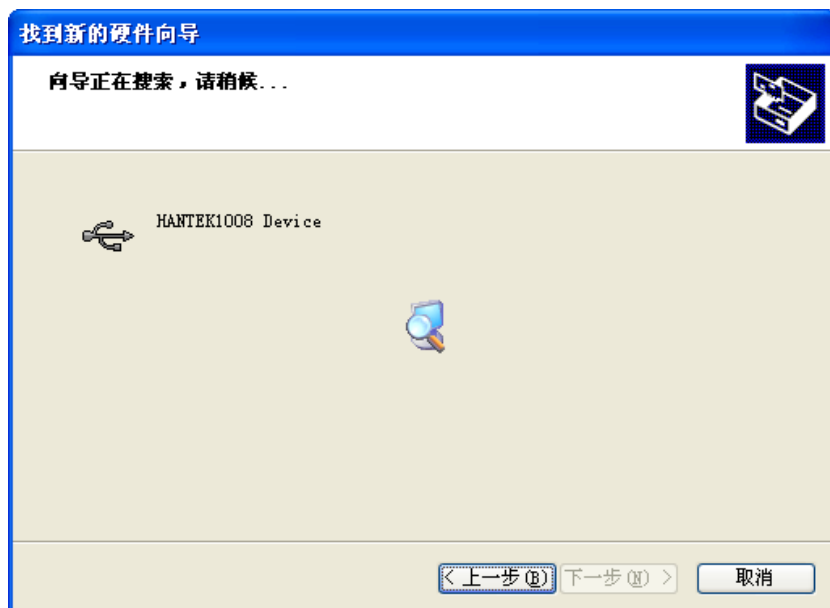 找到新的硬件向导
向导正在搜索，请稍候...
HANTEK1008 Device
< 上一步(B) 下一步(N) > 取消